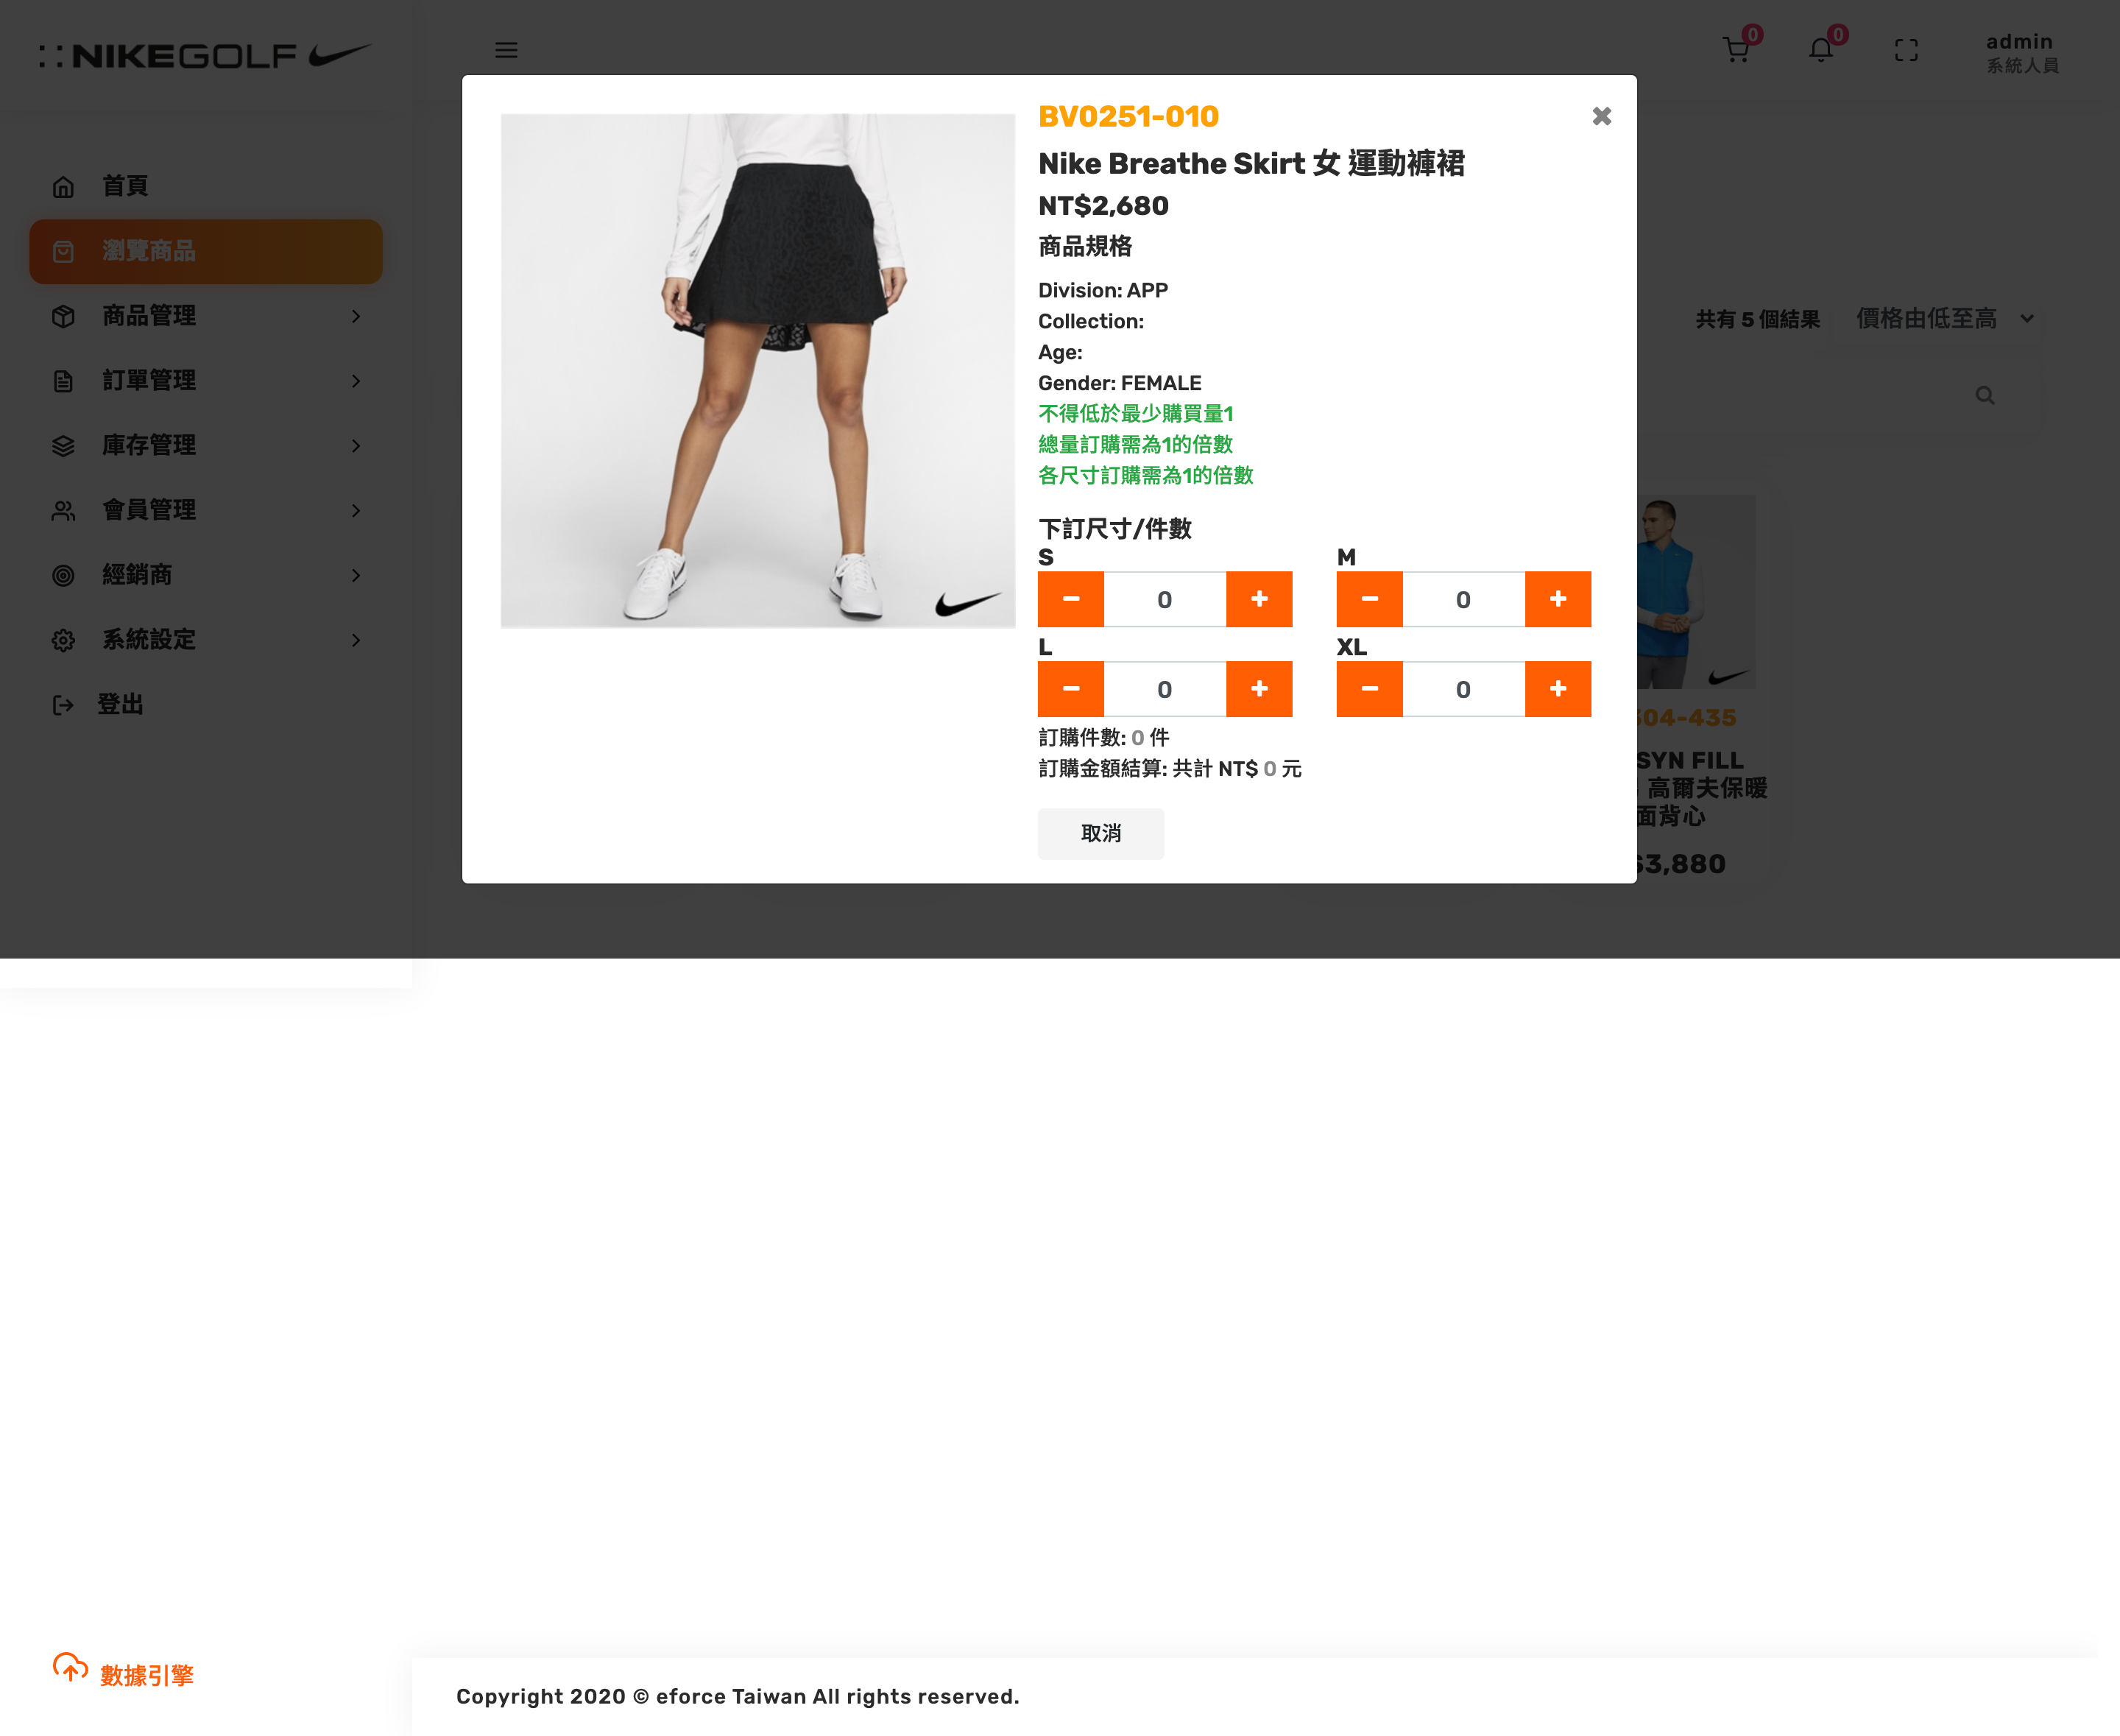 NIKEGOLF
0
0
admin
系統人員
首頁
瀏覽商品
商品管理
訂單管理
庫存管理
會員管理
經銷商
系統設定
登出
數據引擎
共有 5 個結果
價格由低至高
BV0251-010
Nike Breathe Skirt 女 運動褲裙
NT$2,680
商品規格
Division: APP
Collection:
Age:
Gender: FEMALE
不得低於最少購買量1
總量訂購需為1的倍數
各尺寸訂購需為1的倍數
下訂尺寸/件數
S
0
M
0
L
0
XL
0
訂購件數: 0 件
訂購金額結算: 共計 NT$ 0 元
取消
04-435
SYN FILL
高爾夫保暖
面背心
3,880
Copyright 2020 © eforce Taiwan All rights reserved.